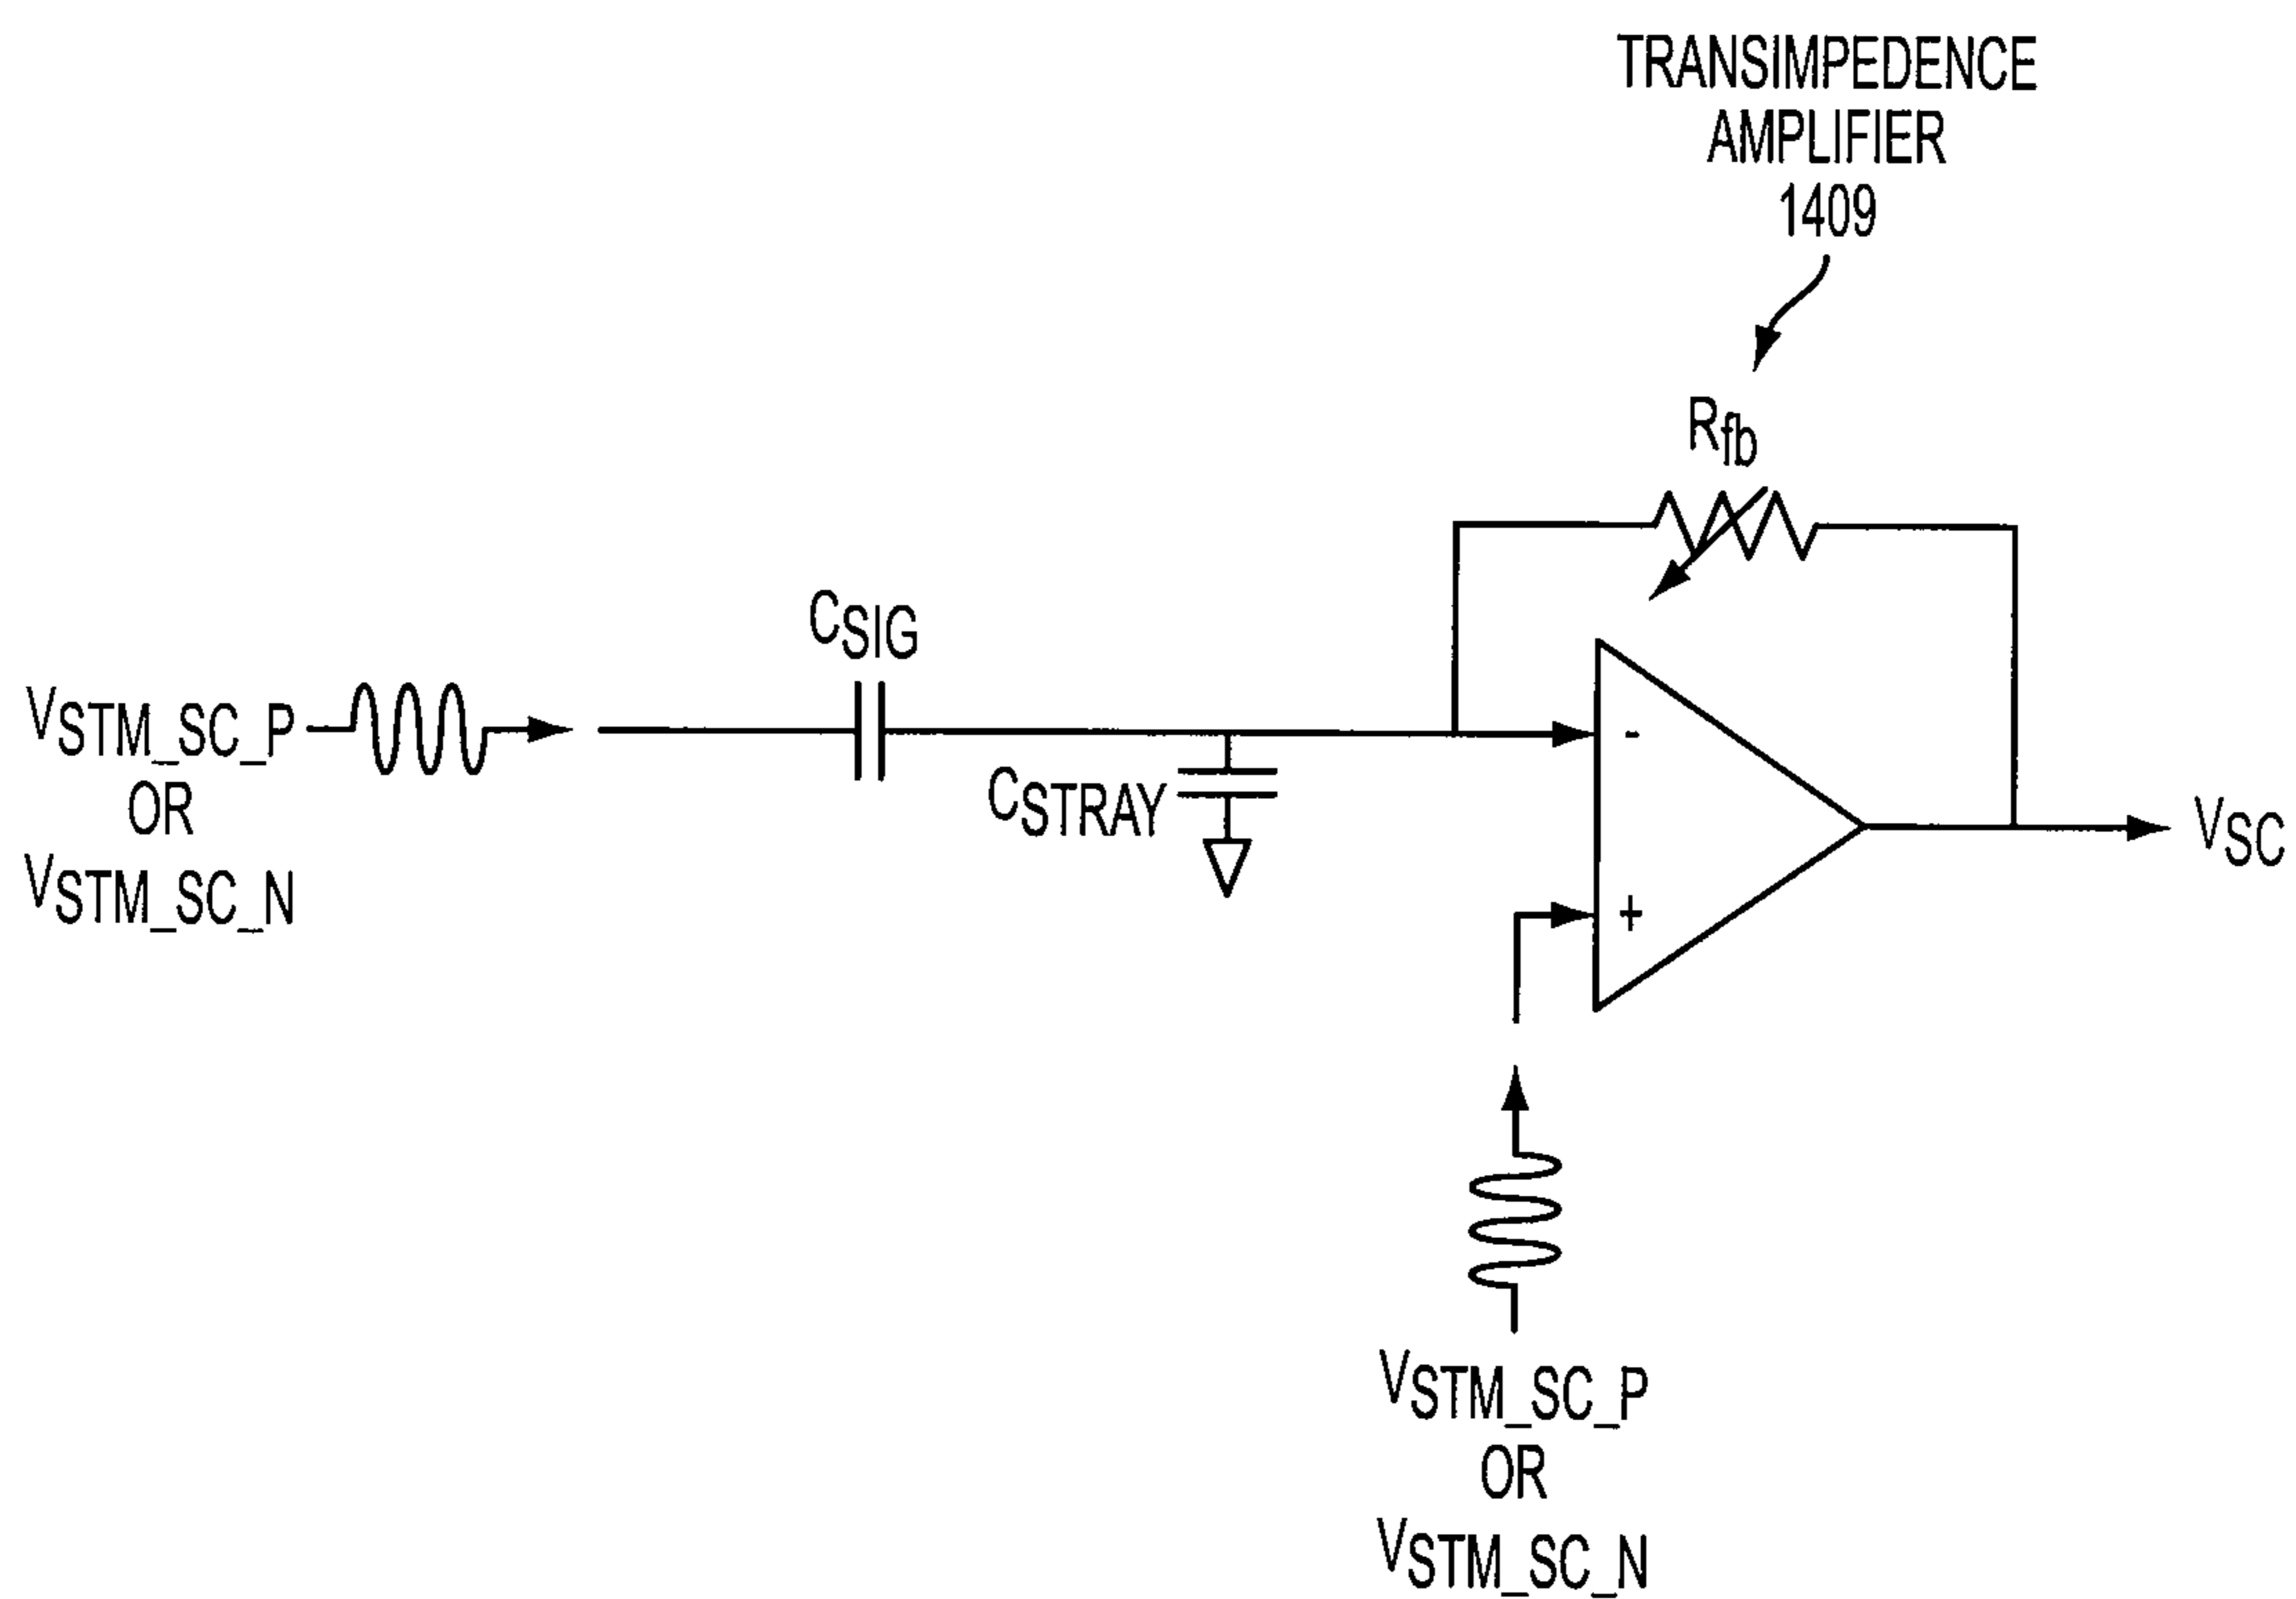 TRANSIMPEDENCE
AMPLIFIER
1409
Rfb
CSIG
VSTM_SC_P
OR
VSTM_SC_N
CSTRAY
-
+
VSC
VSTM_SC_P
OR
VSTM_SC_N